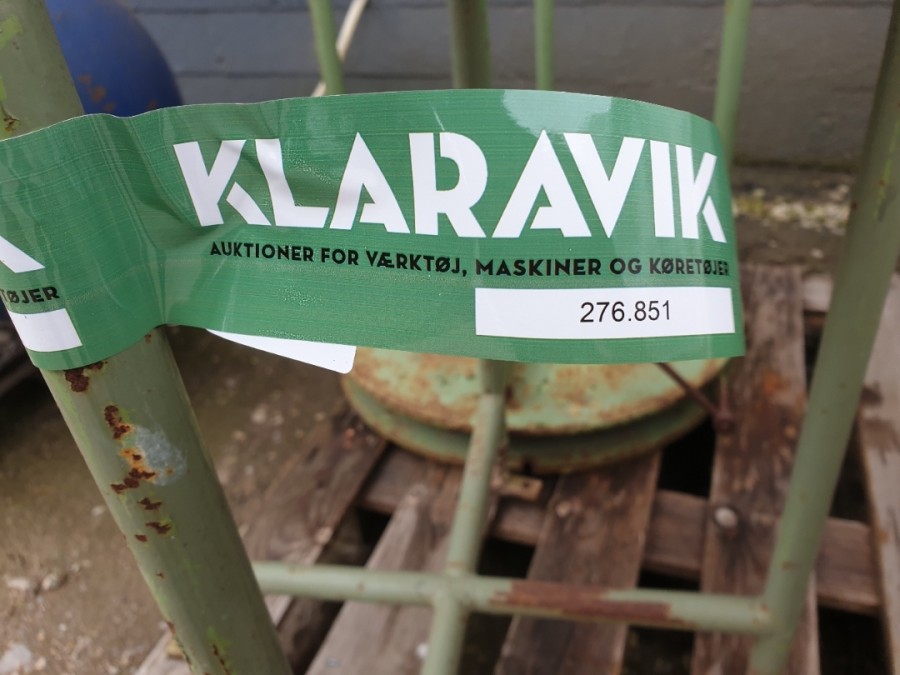 KLARAVIK
AUKTIONER FOR VÆRKTØJ, MASKINER OG KØRETØJER
276.851